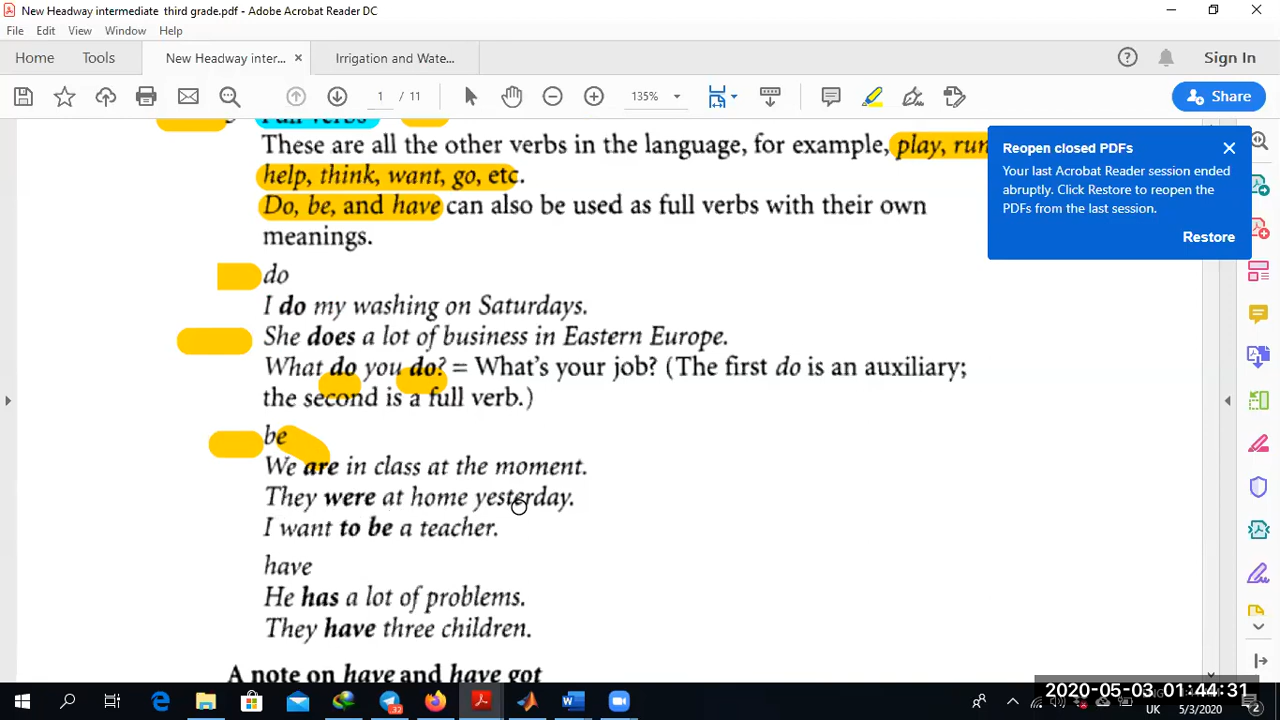 New Headway intermediate third grade.pdf - Adobe Acrobat Reader DC
File Edit View Window Help
Home Tools New Headway inter... Irrigation and Wate... Sign In
1 / 11 135% Share
Full verbs
These are all the other verbs in the language, for example, play, run
help, think, want, go, etc.
Do, be, and have can also be used as full verbs with their own
meanings.
do
I do my washing on Saturdays.
She does a lot of business in Eastern Europe.
What do you do? = What's your job? (The first do is an auxiliary;
the second is a full verb.)
be
We are in class at the moment.
They were at home yesterday.
I want to be a teacher.
have
He has a lot of problems.
They have three children.
A note on have and have got
Reopen closed PDFs
Your last Acrobat Reader session ended
abruptly. Click Restore to reopen the
PDFs from the last session.
Restore
32
2020-05-03 01:44:31
UK 5/3/2020 2